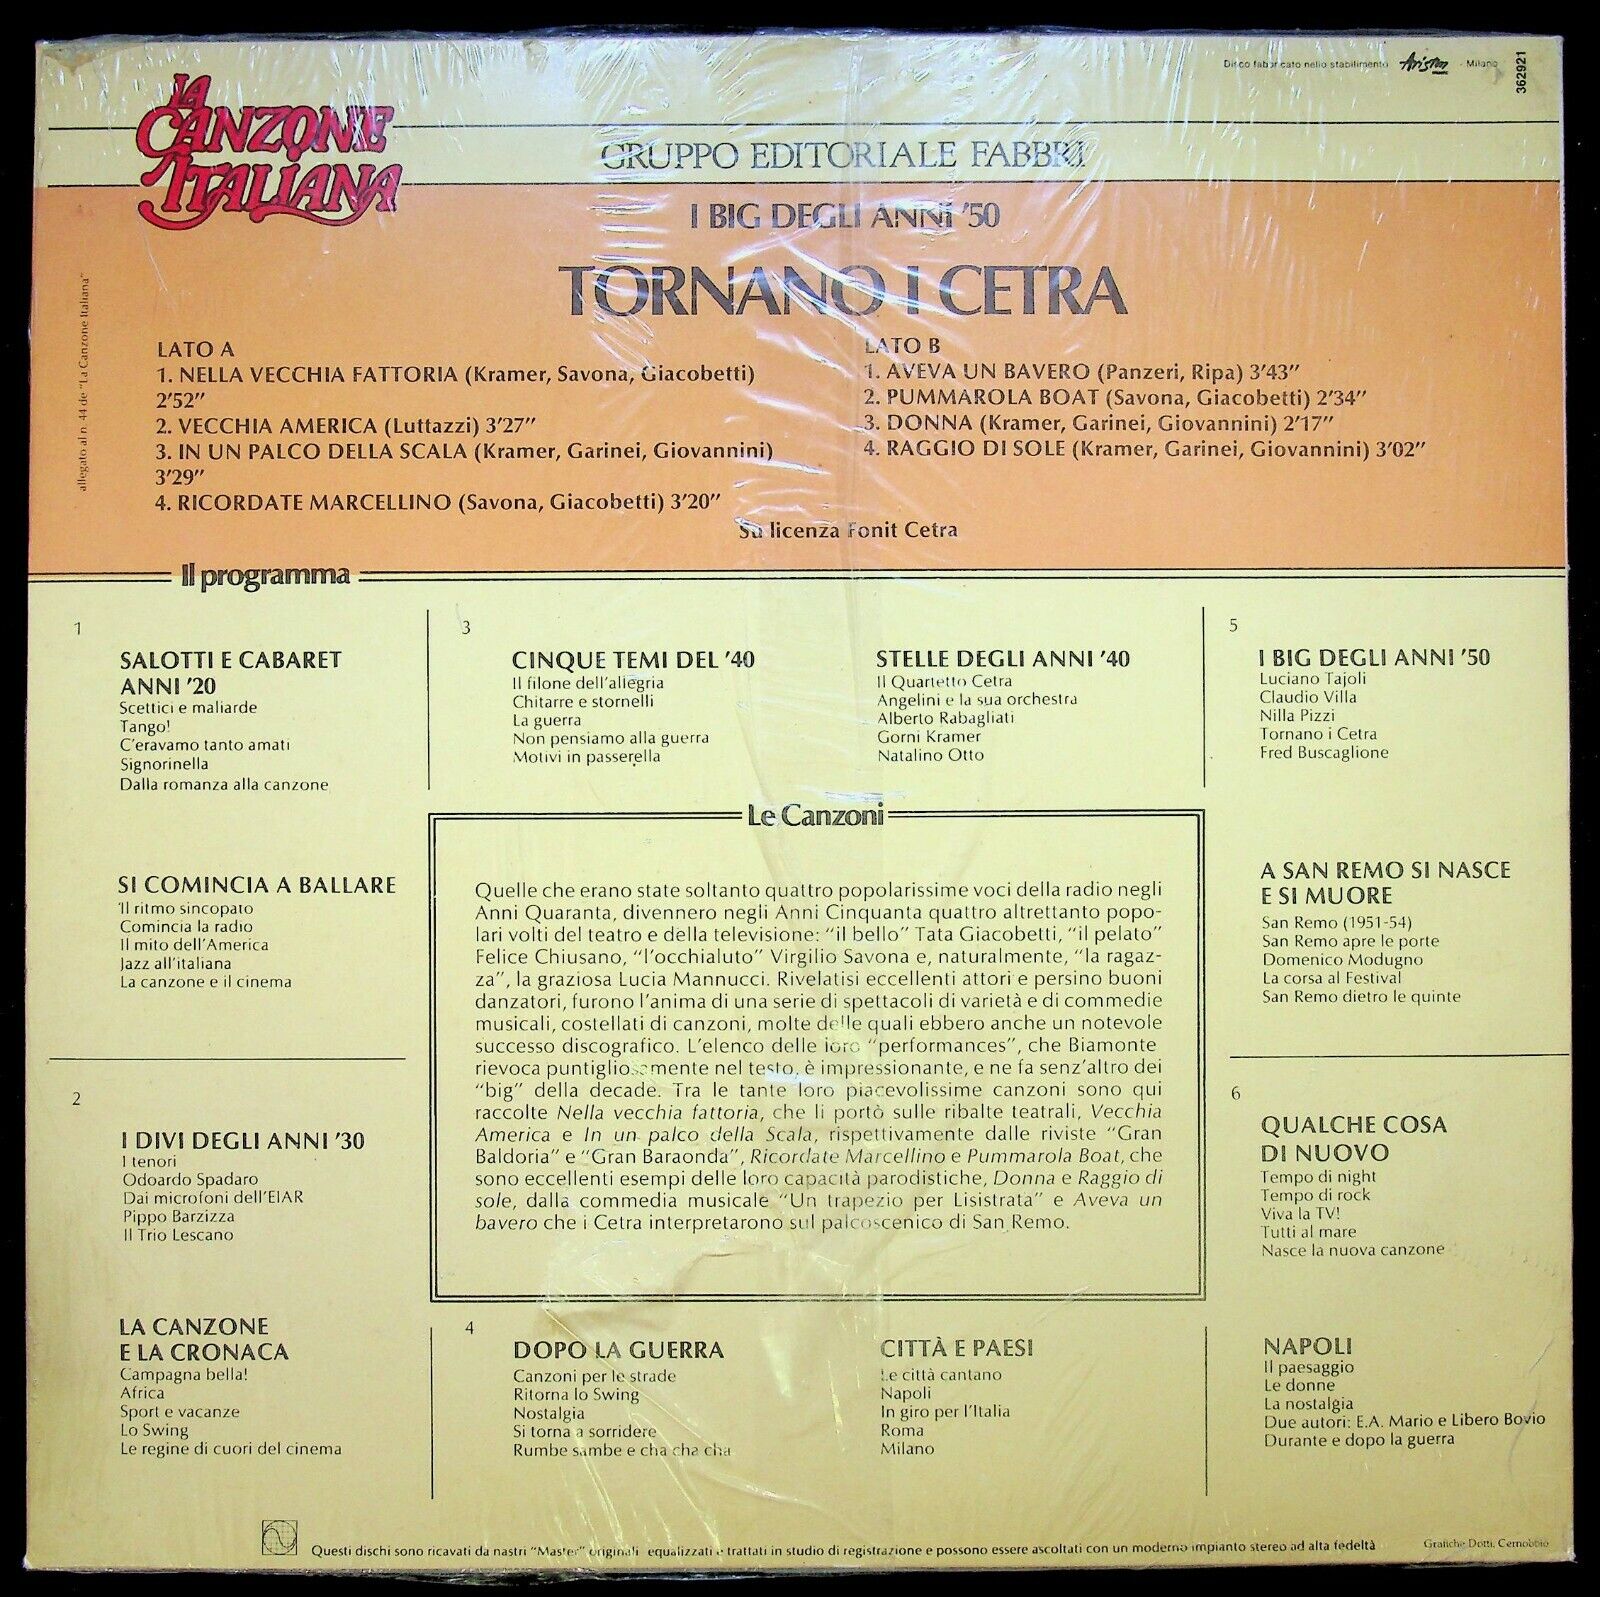 Disco fabbricato nello stabilimento Ariston - Milano
362921
LA
CANZONE
ITALIANA
GRUPPO EDITORIALE FABBRI
I BIG DEGLI ANNI '50
TORNANO I CETRA
allegato al n. 44 de "La Canzone Italiana"
LATO A
1. NELLA VECCHIA FATTORIA (Kramer, Savona, Giacobetti)
2'52"
2. VECCHIA AMERICA (Luttazzi) 3'27"
3. IN UN PALCO DELLA SCALA (Kramer, Garinei, Giovannini)
3'29"
4. RICORDATE MARCELLINO (Savona, Giacobetti) 3'20"
LATO B
1. AVEVA UN BAVERO (Panzeri, Ripa) 3'43"
2. PUMMAROLA BOAT (Savona, Giacobetti) 2'34"
3. DONNA (Kramer, Garinei, Giovannini) 2'17"
4. RAGGIO DI SOLE (Kramer, Garinei, Giovannini) 3'02"
Su licenza Fonit Cetra
Il programma
1
SALOTTI E CABARET
ANNI '20
Scettici e maliarde
Tango!
C'eravamo tanto amati
Signorinella
Dalla romanza alla canzone
SI COMINCIA A BALLARE
Il ritmo sincopato
Comincia la radio
Il mito dell'America
Jazz all'italiana
La canzone e il cinema
2
I DIVI DEGLI ANNI '30
I tenori
Odoardo Spadaro
Dai microfoni dell'EIAR
Pippo Barzizza
Il Trio Lescano
LA CANZONE
E LA CRONACA
Campagna bella!
Africa
Sport e vacanze
Lo Swing
Le regine di cuori del cinema
3
CINQUE TEMI DEL '40
Il filone dell'allegria
Chitarre e stornelli
La guerra
Non pensiamo alla guerra
Motivi in passerella
STELLE DEGLI ANNI '40
Il Quartetto Cetra
Angelini e la sua orchestra
Alberto Rabagliati
Gorni Kramer
Natalino Otto
Le Canzoni
Quelle che erano state soltanto quattro popolarissime voci della radio negli
Anni Quaranta, divennero negli Anni Cinquanta quattro altrettanto popo-
lari volti del teatro e della televisione: "il bello" Tata Giacobetti, "il pelato"
Felice Chiusano, "l'occhialuto" Virgilio Savona e, naturalmente, "la ragaz-
za", la graziosa Lucia Mannucci. Rivelatisi eccellenti attori e persino buoni
danzatori, furono l'anima di una serie di spettacoli di varietà e di commedie
musicali, costellati di canzoni, molte delle quali ebbero anche un notevole
successo discografico. L'elenco delle loro "performances", che Biamonte
rievoca puntigliosamente nel testo, è impressionante, e ne fa senz'altro dei
"big" della decade. Tra le tante loro piacevolissime canzoni sono qui
raccolte Nella vecchia fattoria, che li portò sulle ribalte teatrali, Vecchia
America e In un palco della Scala, rispettivamente dalle riviste "Gran
Baldoria" e "Gran Baraonda", Ricordate Marcellino e Pummarola Boat, che
sono eccellenti esempi delle loro capacità parodistiche, Donna e Raggio di
sole, dalla commedia musicale "Un trapezio per Lisistrata" e Aveva un
bavero che i Cetra interpretarono sul palcoscenico di San Remo.
4
DOPO LA GUERRA
Canzoni per le strade
Ritorna lo Swing
Nostalgia
Si torna a sorridere
Rumbe sambe e cha cha cha
CITTÀ E PAESI
Le città cantano
Napoli
In giro per l'Italia
Roma
Milano
5
I BIG DEGLI ANNI '50
Luciano Tajoli
Claudio Villa
Nilla Pizzi
Tornano i Cetra
Fred Buscaglione
A SAN REMO SI NASCE
E SI MUORE
San Remo (1951-54)
San Remo apre le porte
Domenico Modugno
La corsa al Festival
San Remo dietro le quinte
6
QUALCHE COSA
DI NUOVO
Tempo di night
Tempo di rock
Viva la TV!
Tutti al mare
Nasce la nuova canzone
NAPOLI
Il paesaggio
Le donne
La nostalgia
Due autori: E.A. Mario e Libero Bovio
Durante e dopo la guerra
Questi dischi sono ricavati da nastri "Master" originali equalizzati e trattati in studio di registrazione e possono essere ascoltati con un moderno impianto stereo ad alta fedeltà
Grafiche Dotti, Cernobbio